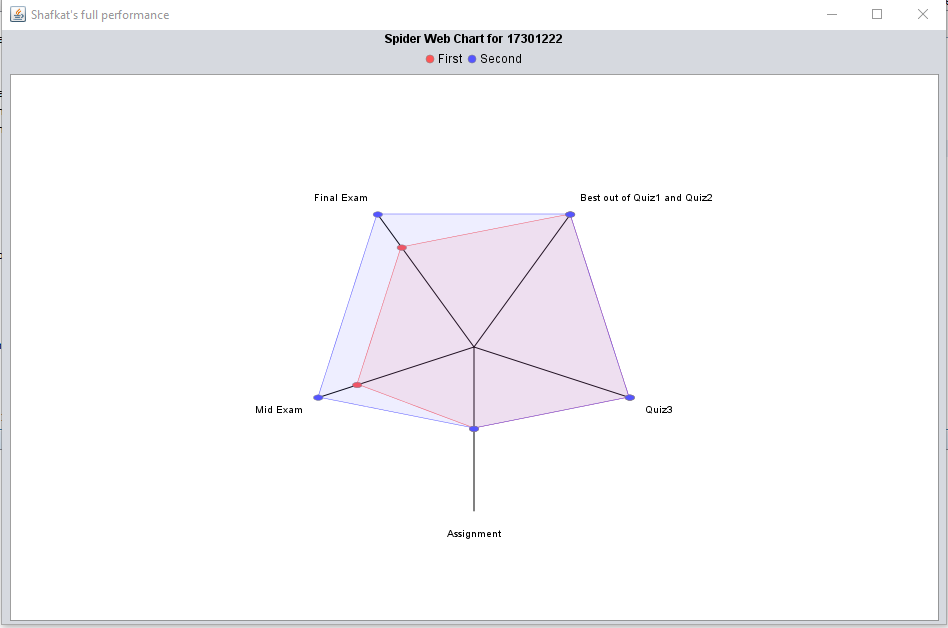 Shafkat's full performance
Spider Web Chart for 17301222
First Second
Final Exam
Best out of Quiz1 and Quiz2
Mid Exam
Quiz3
Assignment